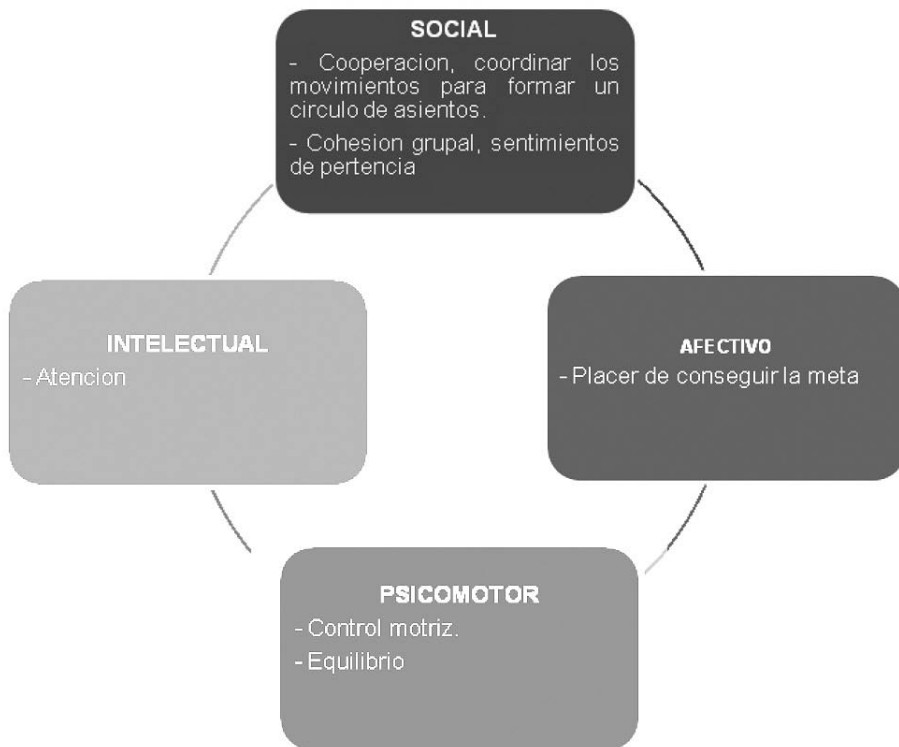 SOCIAL
- Cooperacion, coordinar los
movimientos para formar un
circulo de asientos.
- Cohesion grupal, sentimientos
de pertencia
INTELECTUAL
- Atencion
AFECTIVO
- Placer de conseguir la meta
PSICOMOTOR
- Control motriz.
- Equilibrio